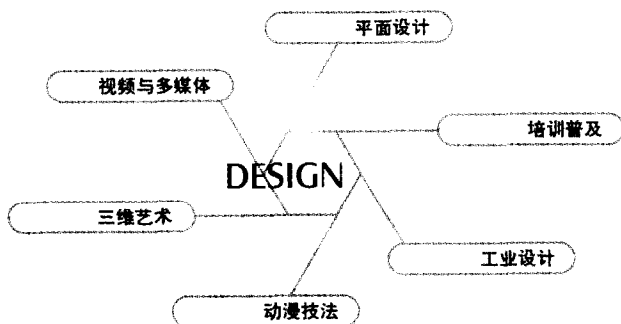 平面设计
视频与多媒体
培训普及
DESIGN
三维艺术
工业设计
动漫技法